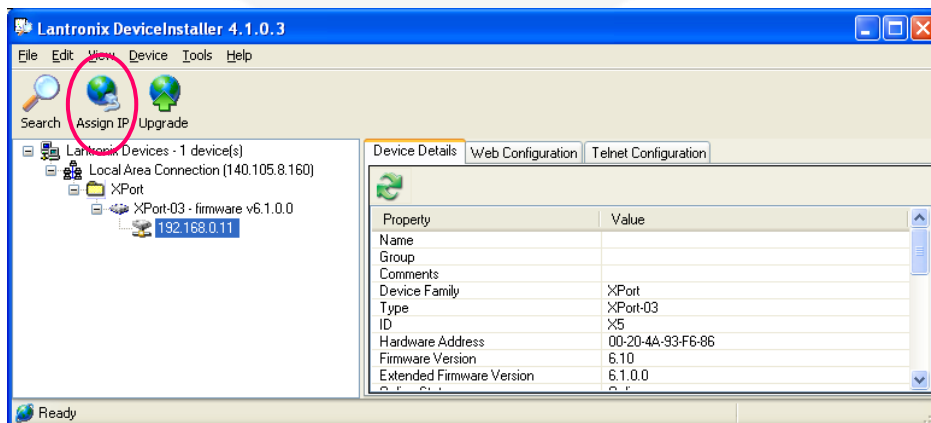 Lantronix DeviceInstaller 4.1.0.3
File Edit View Device Tools Help
Search Assign IP Upgrade
Lantronix Devices - 1 device(s)
Local Area Connection (140.105.8.160)
XPort
XPort-03 - firmware v6.1.0.0
192.168.0.11
Device Details Web Configuration Telnet Configuration
Property Value
Name
Group
Comments
Device Family XPort
Type XPort-03
ID X5
Hardware Address 00-20-4A-93-F6-86
Firmware Version 6.10
Extended Firmware Version 6.1.0.0
Ready